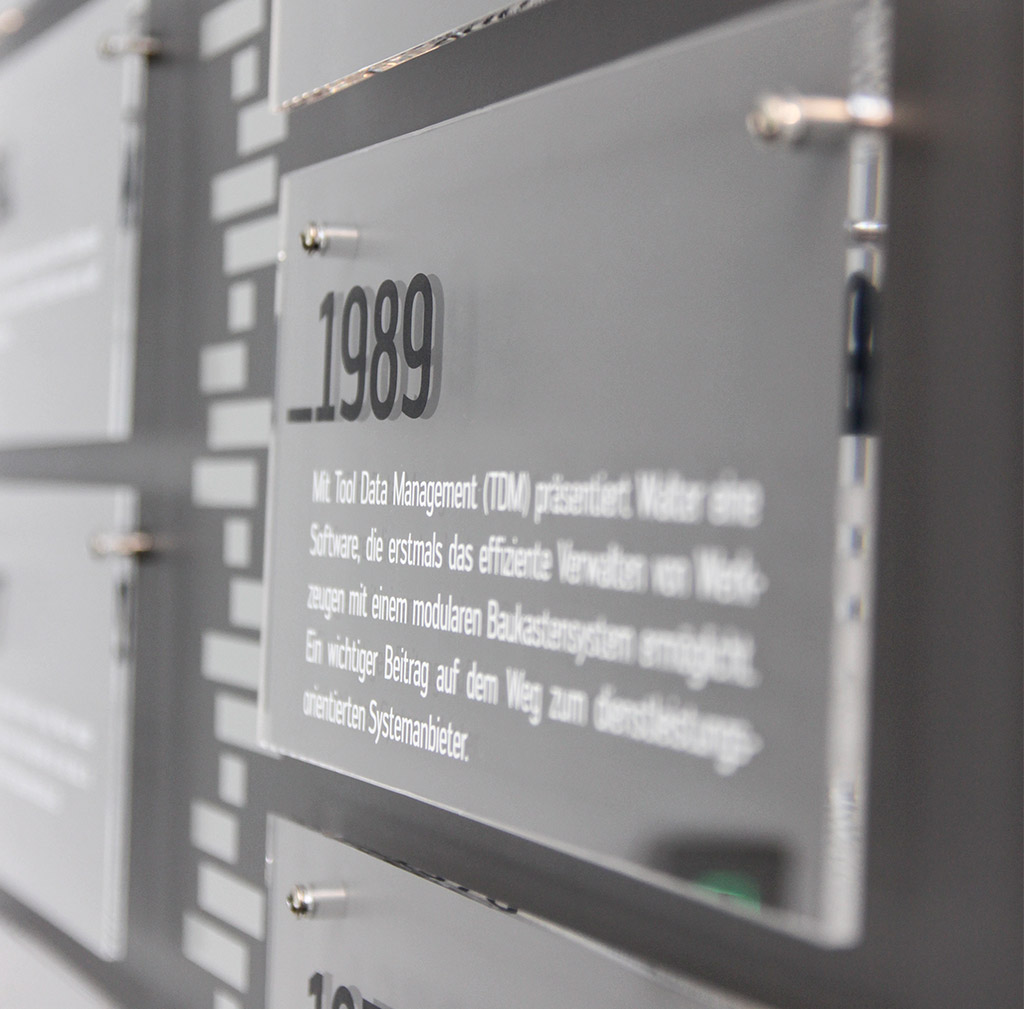 _1989
Mit Tool Data Management (TDM) präsentiert Walter eine
Software, die erstmals das effiziente Verwalten von Werk-
zeugen mit einem modularen Baukastensystem ermöglicht.
Ein wichtiger Beitrag auf dem Weg zum dienstleistungs-
orientierten Systemanbieter.